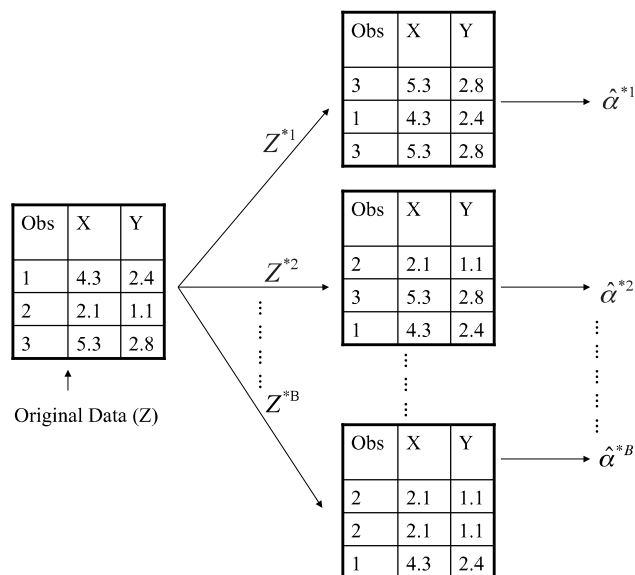 Obs X Y
3 5.3 2.8
1 4.3 2.4
3 5.3 2.8
α̂*1
Z*1
Obs X Y
1 4.3 2.4
2 2.1 1.1
3 5.3 2.8
Original Data (Z)
Z*2
Obs X Y
2 2.1 1.1
3 5.3 2.8
1 4.3 2.4
α̂*2
Z*B
Obs X Y
2 2.1 1.1
2 2.1 1.1
1 4.3 2.4
α̂*B